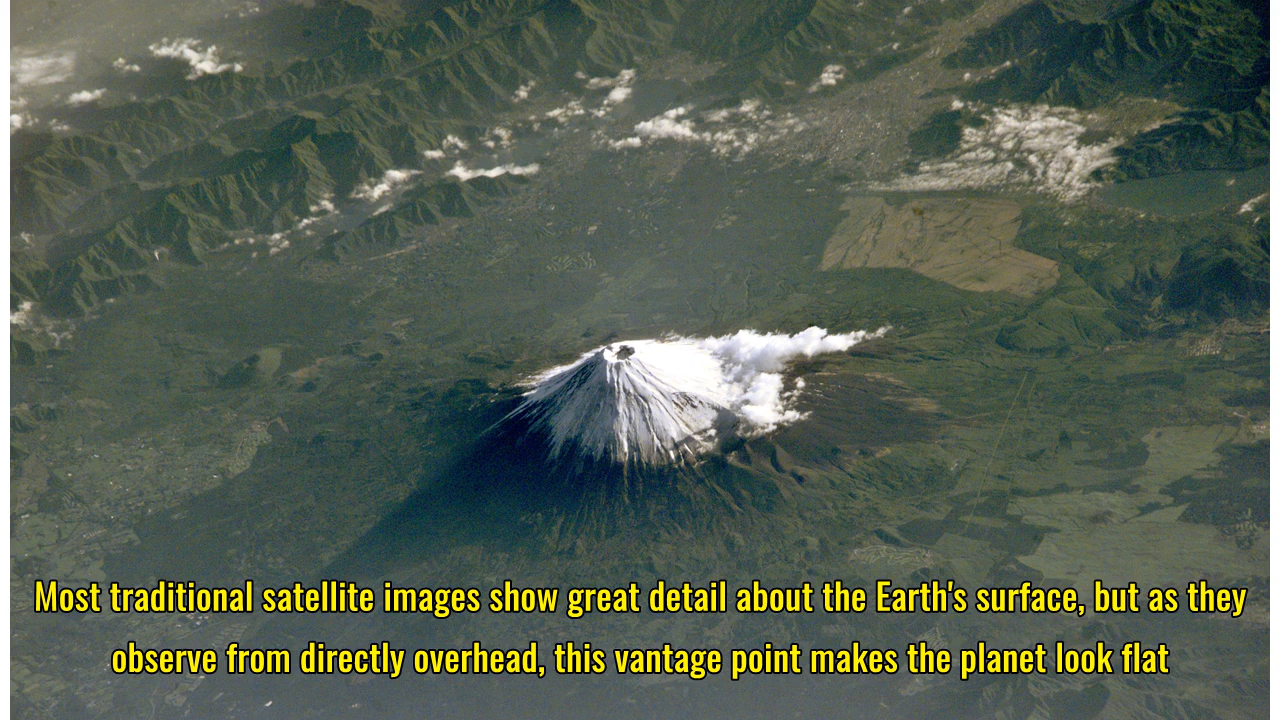 Most traditional satellite images show great detail about the Earth's surface, but as they
observe from directly overhead, this vantage point makes the planet look flat